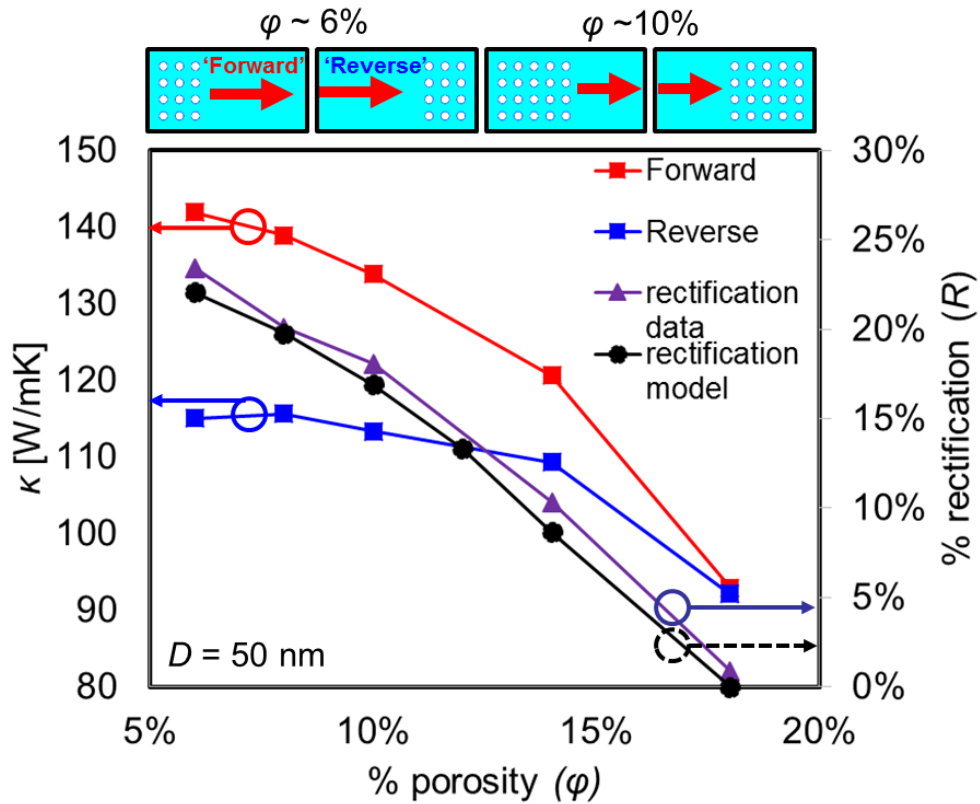 φ ~ 6%
φ ~10%
'Forward'
'Reverse'
150
140
130
120
110
100
90
80
κ [W/mK]
Forward
Reverse
rectification
data
rectification
model
30%
25%
20%
15%
10%
5%
0%
% rectification (R)
D = 50 nm
5%
10%
15%
20%
% porosity (φ)